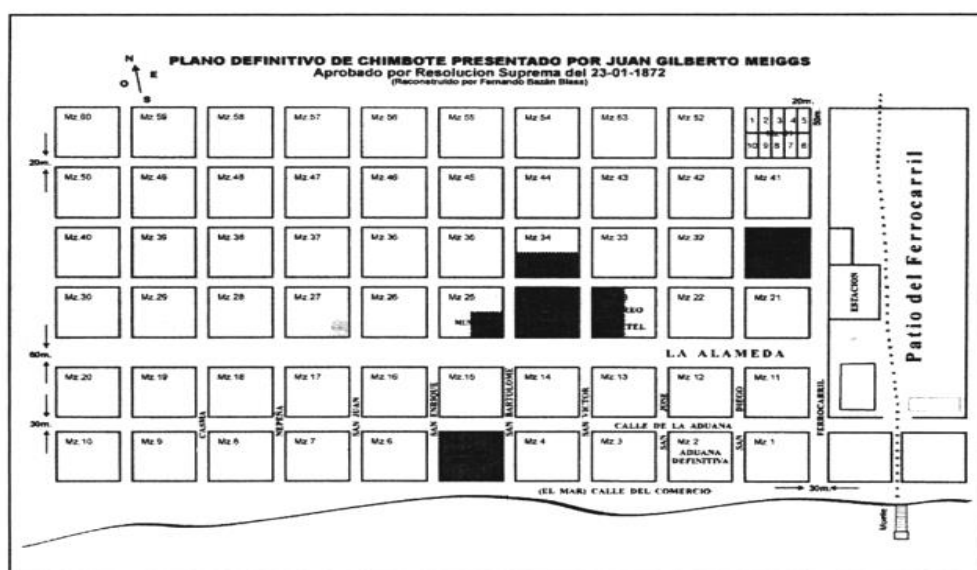 PLANO DEFINITIVO DE CHIMBOTE PRESENTADO POR JUAN GILBERTO MEIGGS
Aprobado por Resolucion Suprema del 23-01-1872
(Reconstruido por Fernando Bazán Blass)
N
E
O
S
20m.
Mz.60 Mz.59 Mz.58 Mz.57 Mz.56 Mz.55 Mz.54 Mz.53 Mz.52
1 2 3 4 5
10 9 8 7 6
50m.
20m.
Mz.50 Mz.49 Mz.48 Mz.47 Mz.46 Mz.45 Mz.44 Mz.43 Mz.42 Mz.41
Mz.40 Mz.39 Mz.38 Mz.37 Mz.36 Mz.35 Mz.34 Mz.33 Mz.32
Mz.30 Mz.29 Mz.28 Mz.27 Mz.26 Mz.25 Mz.22 Mz.21
ESTACION
Patio del Ferrocarril
LA ALAMEDA
60m.
Mz.20 Mz.19 Mz.18 Mz.17 Mz.16 Mz.15 Mz.14 Mz.13 Mz.12 Mz.11
CASMA NEPEÑA SAN JUAN SAN ENRIQUE SAN BARTOLOME SAN VICTOR SAN JOSE SAN DIEGO FERROCARRIL
CALLE DE LA ADUANA
30m.
Mz.10 Mz.9 Mz.8 Mz.7 Mz.6 Mz.4 Mz.3 Mz.2 Mz.1
ADUANA
DEFINITIVA
(EL MAR) CALLE DEL COMERCIO
30m.
Muelle